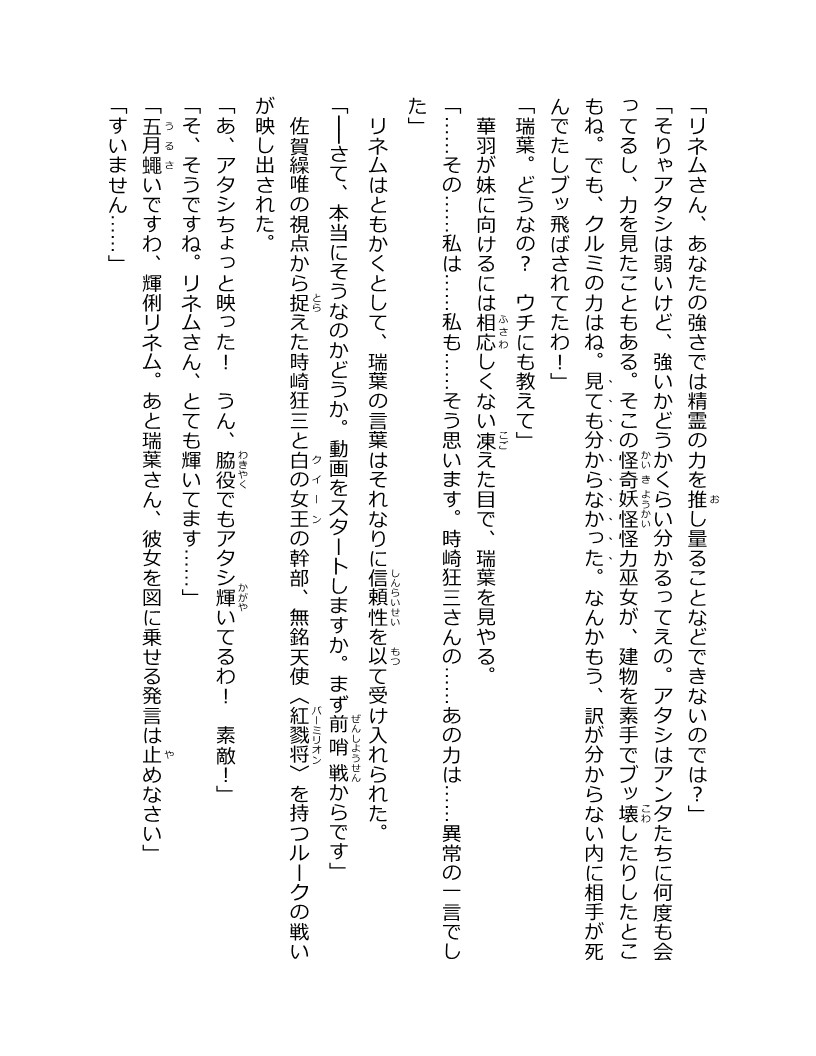 「リネムさん、あなたの強さでは精霊の力を推し量ることなどできないのでは？」
「そりゃアタシは弱いけど、強いかどうかくらい分かるってえの。アタシはアンタたちに何度も会
ってるし、力を見たこともある。そこの怪奇妖怪怪力巫女が、建物を素手でブッ壊したりしたとこ
もね。でも、クルミの力はね。見ても分からなかった。なんかもう、訳が分からない内に相手が死
んでたしブッ飛ばされてたわ！」
「瑞葉。どうなの？　ウチにも教えて」
　華羽が妹に向けるには相応しくない凍えた目で、瑞葉を見やる。
「……その……私は……私も……そう思います。時崎狂三さんの……あの力は……異常の一言でし
た」
　リネムはともかくとして、瑞葉の言葉はそれなりに信頼性を以て受け入れられた。
「──さて、本当にそうなのかどうか。動画をスタートしますか。まず前哨戦からです」
　佐賀繰唯の視点から捉えた時崎狂三と白の女王の幹部、無銘天使〈紅戮将〉を持つルークの戦い
が映し出された。
「あ、アタシちょっと映った！　うん、脇役でもアタシ輝いてるわ！　素敵！」
「そ、そうですね。リネムさん、とても輝いてます……」
「五月蠅いですわ、輝俐リネム。あと瑞葉さん、彼女を図に乗せる発言は止めなさい」
「すいません……」